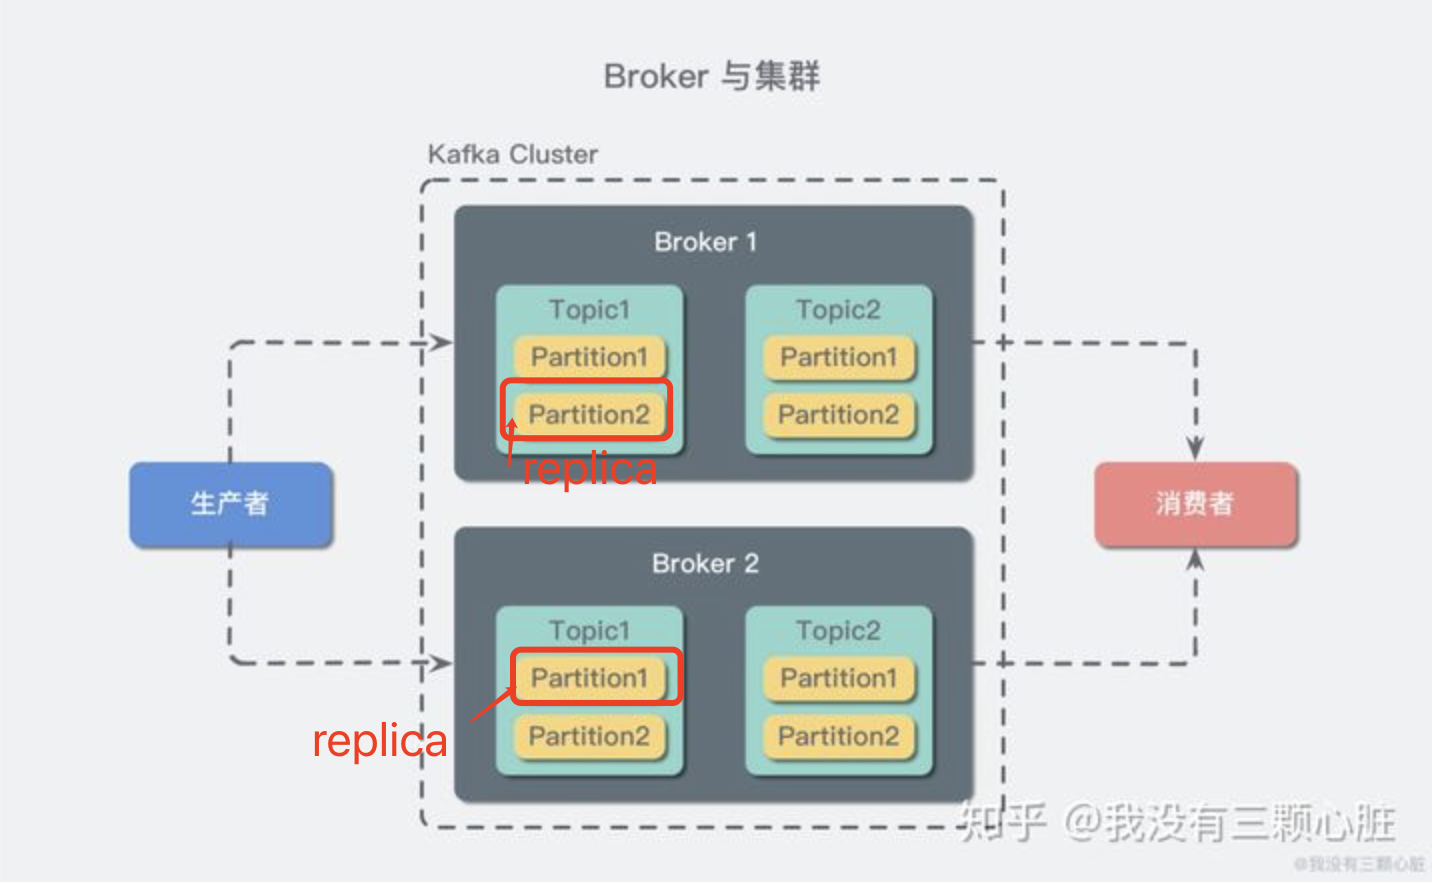 Broker 与集群
Kafka Cluster
Broker 1
Topic1
Partition1
Partition2
replica
Topic2
Partition1
Partition2
生产者
消费者
Broker 2
Topic1
Partition1
Partition2
replica
Topic2
Partition1
Partition2
知乎 @我没有三颗心脏
@我没有三颗心脏